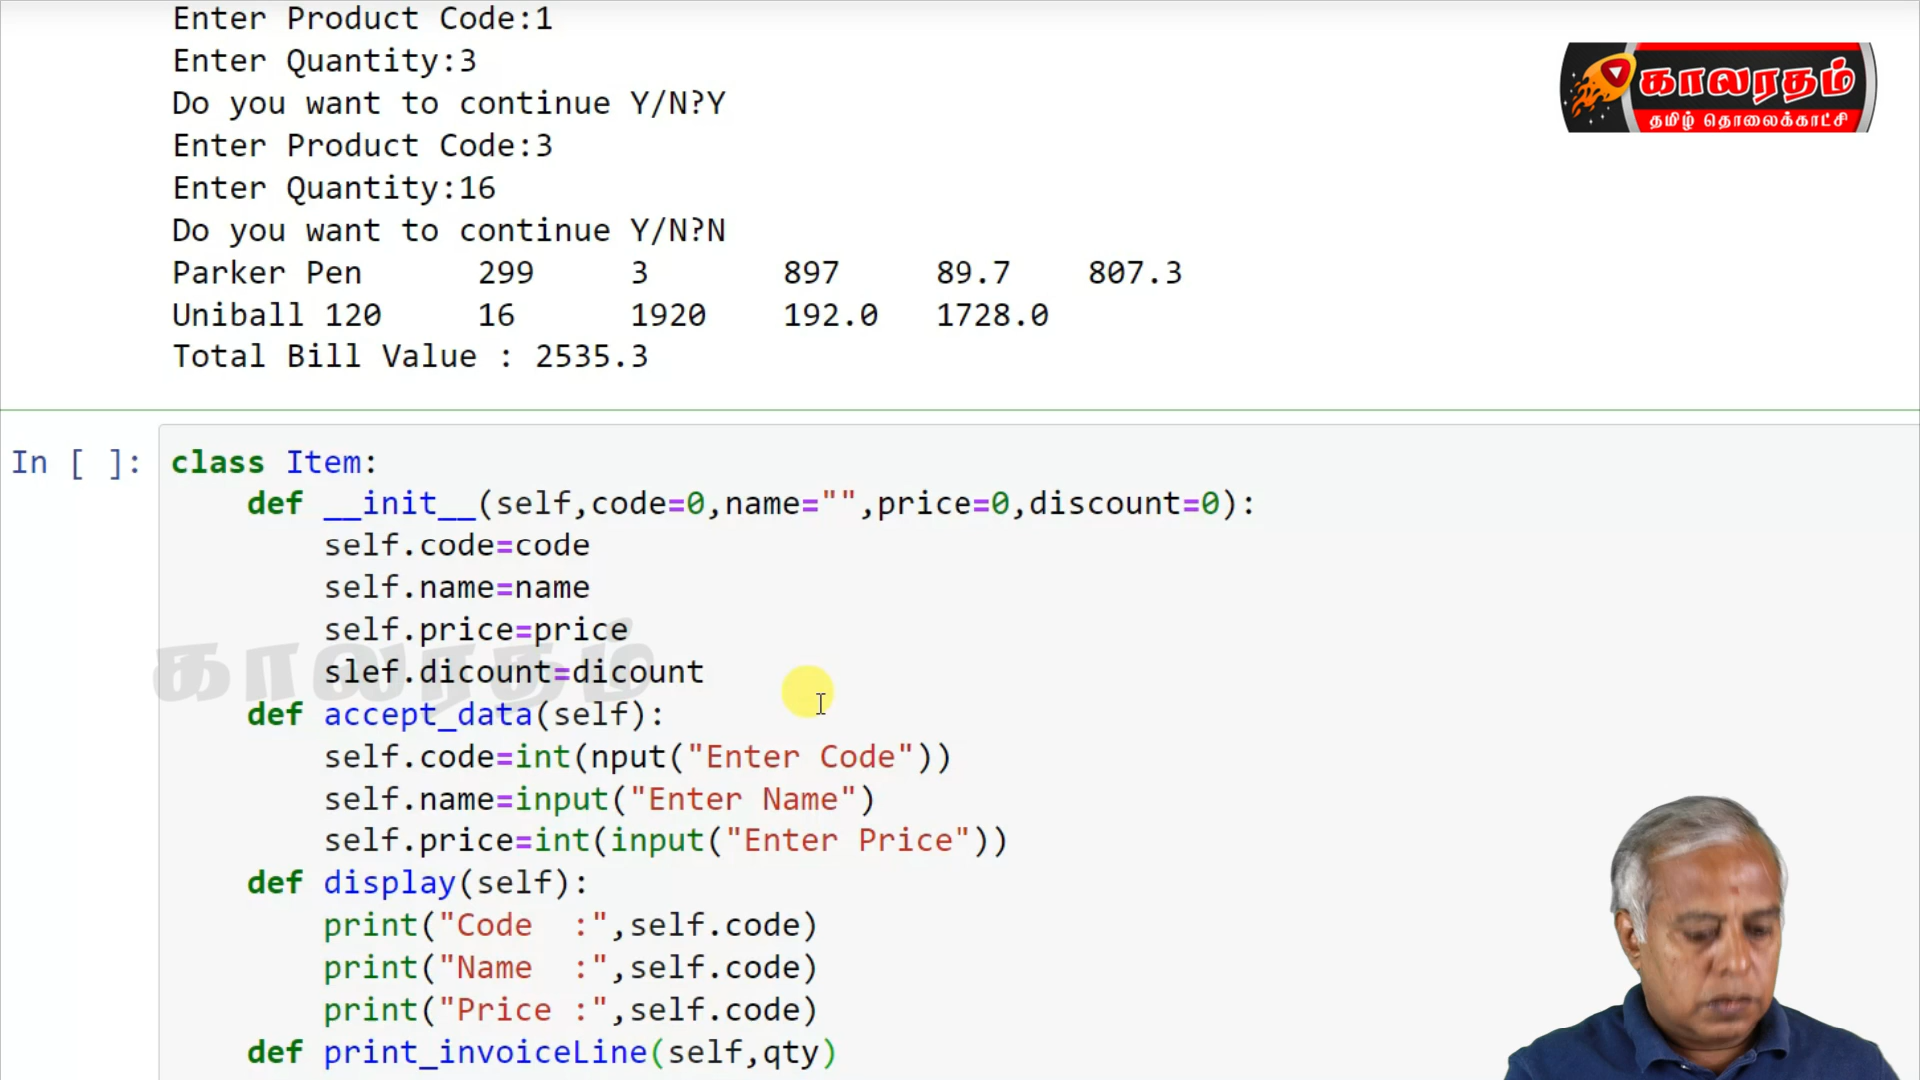 Enter Product Code:1
Enter Quantity:3
Do you want to continue Y/N?Y
Enter Product Code:3
Enter Quantity:16
Do you want to continue Y/N?N
Parker Pen 299 3 897 89.7 807.3
Uniball 120 16 1920 192.0 1728.0
Total Bill Value : 2535.3
காலரதம்
தமிழ் தொலைக்காட்சி
In [ ]: class Item:
def __init__(self,code=0,name="",price=0,discount=0):
self.code=code
self.name=name
self.price=price
slef.dicount=dicount
காலரதம்
def accept_data(self):
self.code=int(nput("Enter Code"))
self.name=input("Enter Name")
self.price=int(input("Enter Price"))
def display(self):
print("Code  :",self.code)
print("Name  :",self.code)
print("Price :",self.code)
def print_invoiceLine(self,qty)